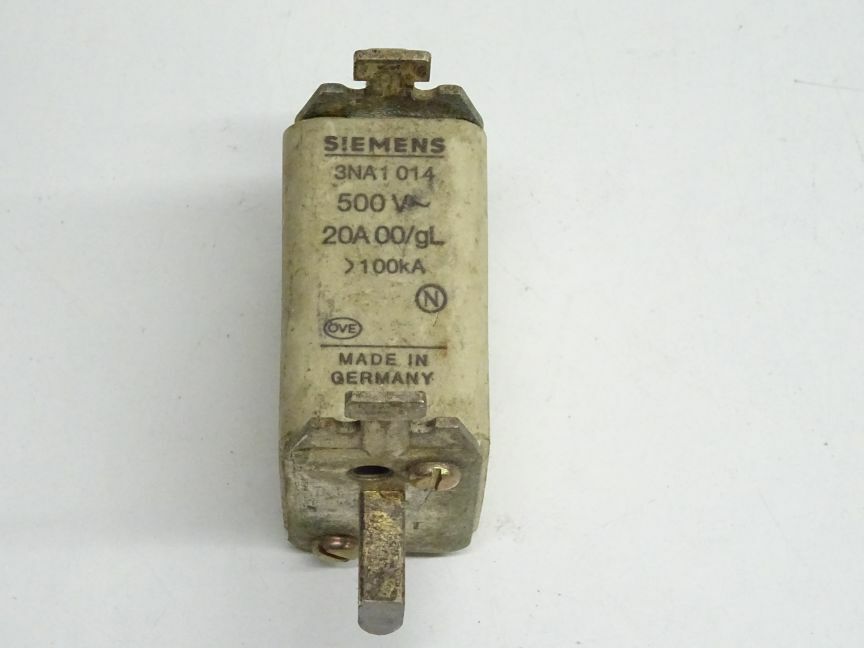 SIEMENS
3NA1 014
500 V~
20A 00/gL
>100kA
N
ÖVE
MADE IN
GERMANY